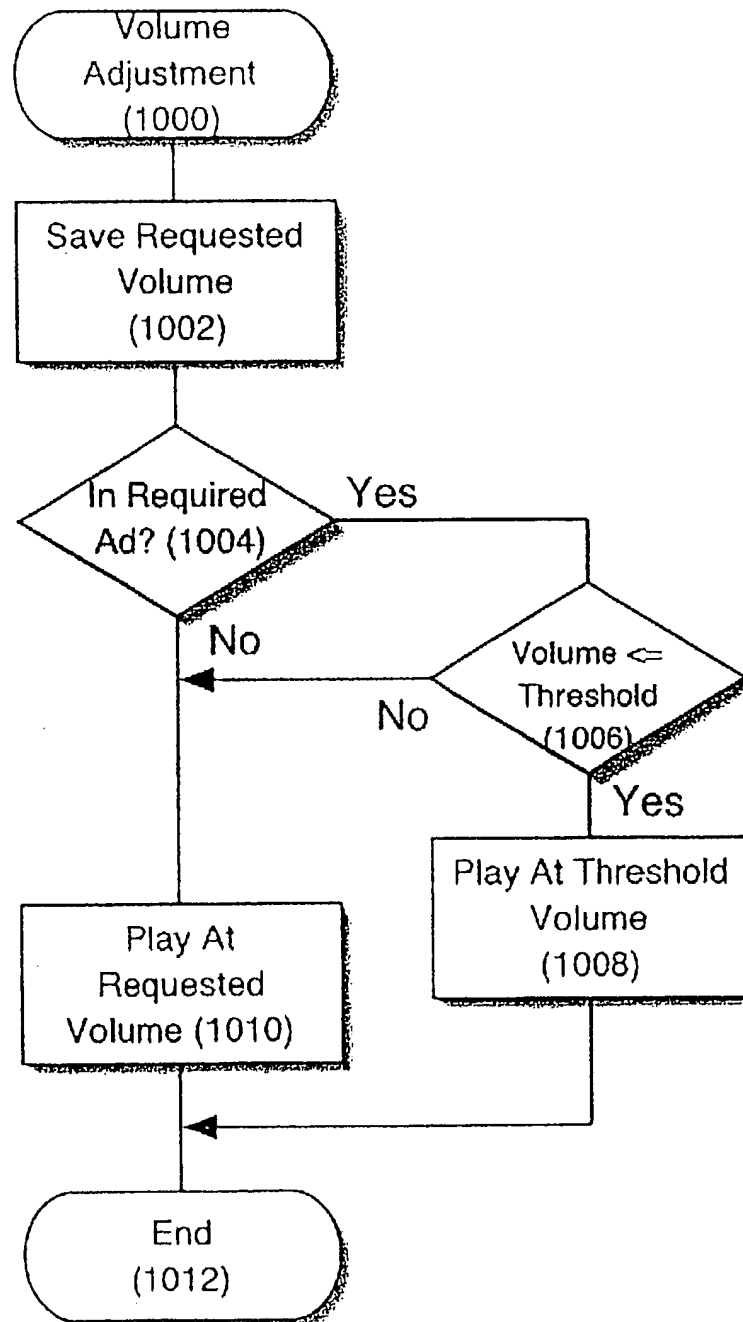 Volume
Adjustment
(1000)
Save Requested
Volume
(1002)
In Required
Ad? (1004)
Yes
No
Volume ⇐
Threshold
(1006)
No
Yes
Play At Threshold
Volume
(1008)
Play At
Requested
Volume (1010)
End
(1012)